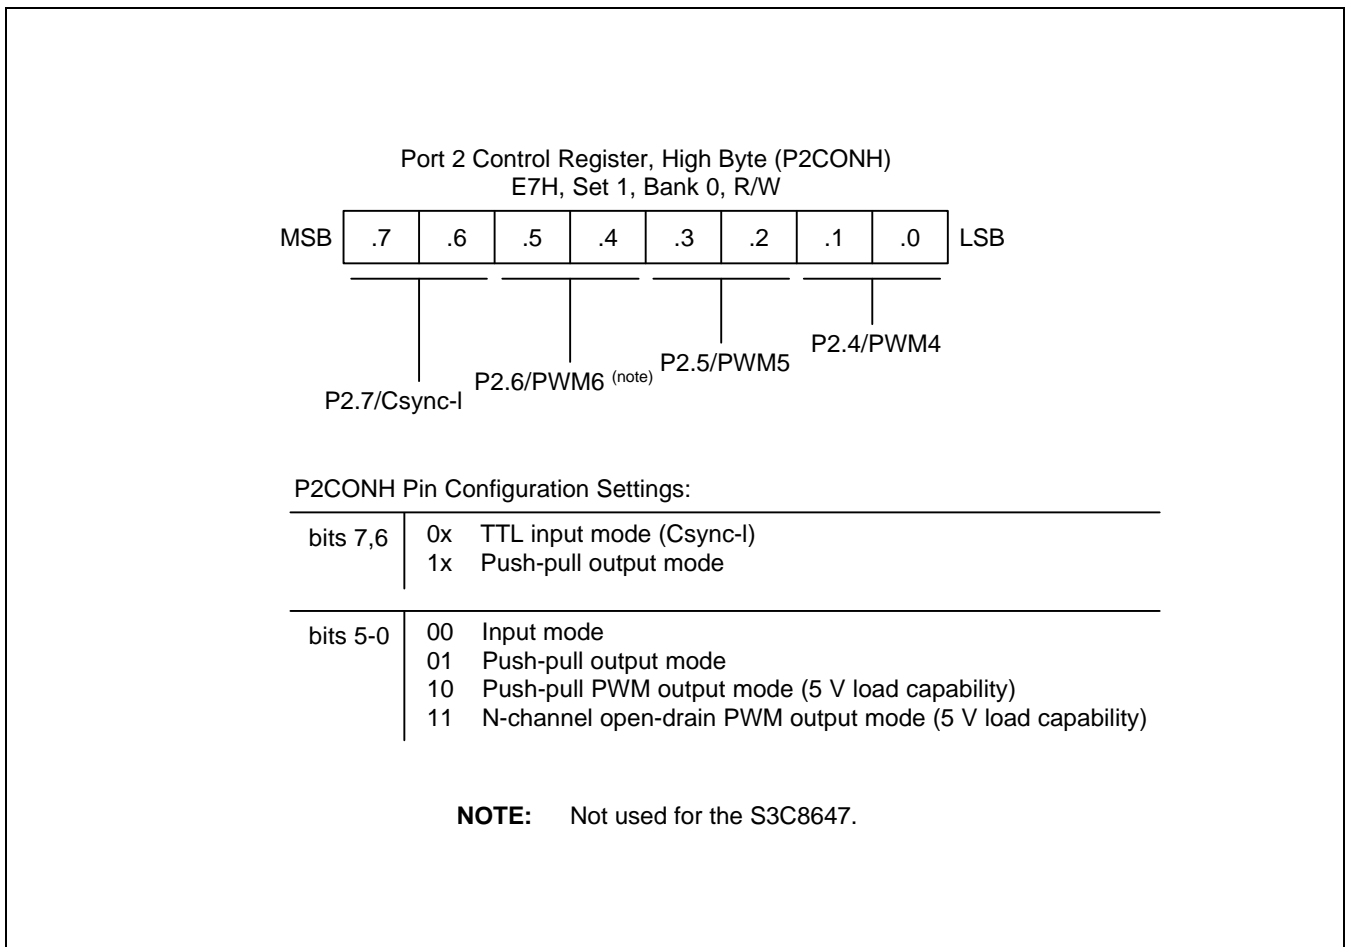 Port 2 Control Register, High Byte (P2CONH)
E7H, Set 1, Bank 0, R/W
MSB .7 .6 .5 .4 .3 .2 .1 .0 LSB
P2.4/PWM4
P2.5/PWM5
P2.6/PWM6 (note)
P2.7/Csync-I
P2CONH Pin Configuration Settings:
bits 7,6 0x TTL input mode (Csync-I)
1x Push-pull output mode
bits 5-0 00 Input mode
01 Push-pull output mode
10 Push-pull PWM output mode (5 V load capability)
11 N-channel open-drain PWM output mode (5 V load capability)
NOTE: Not used for the S3C8647.